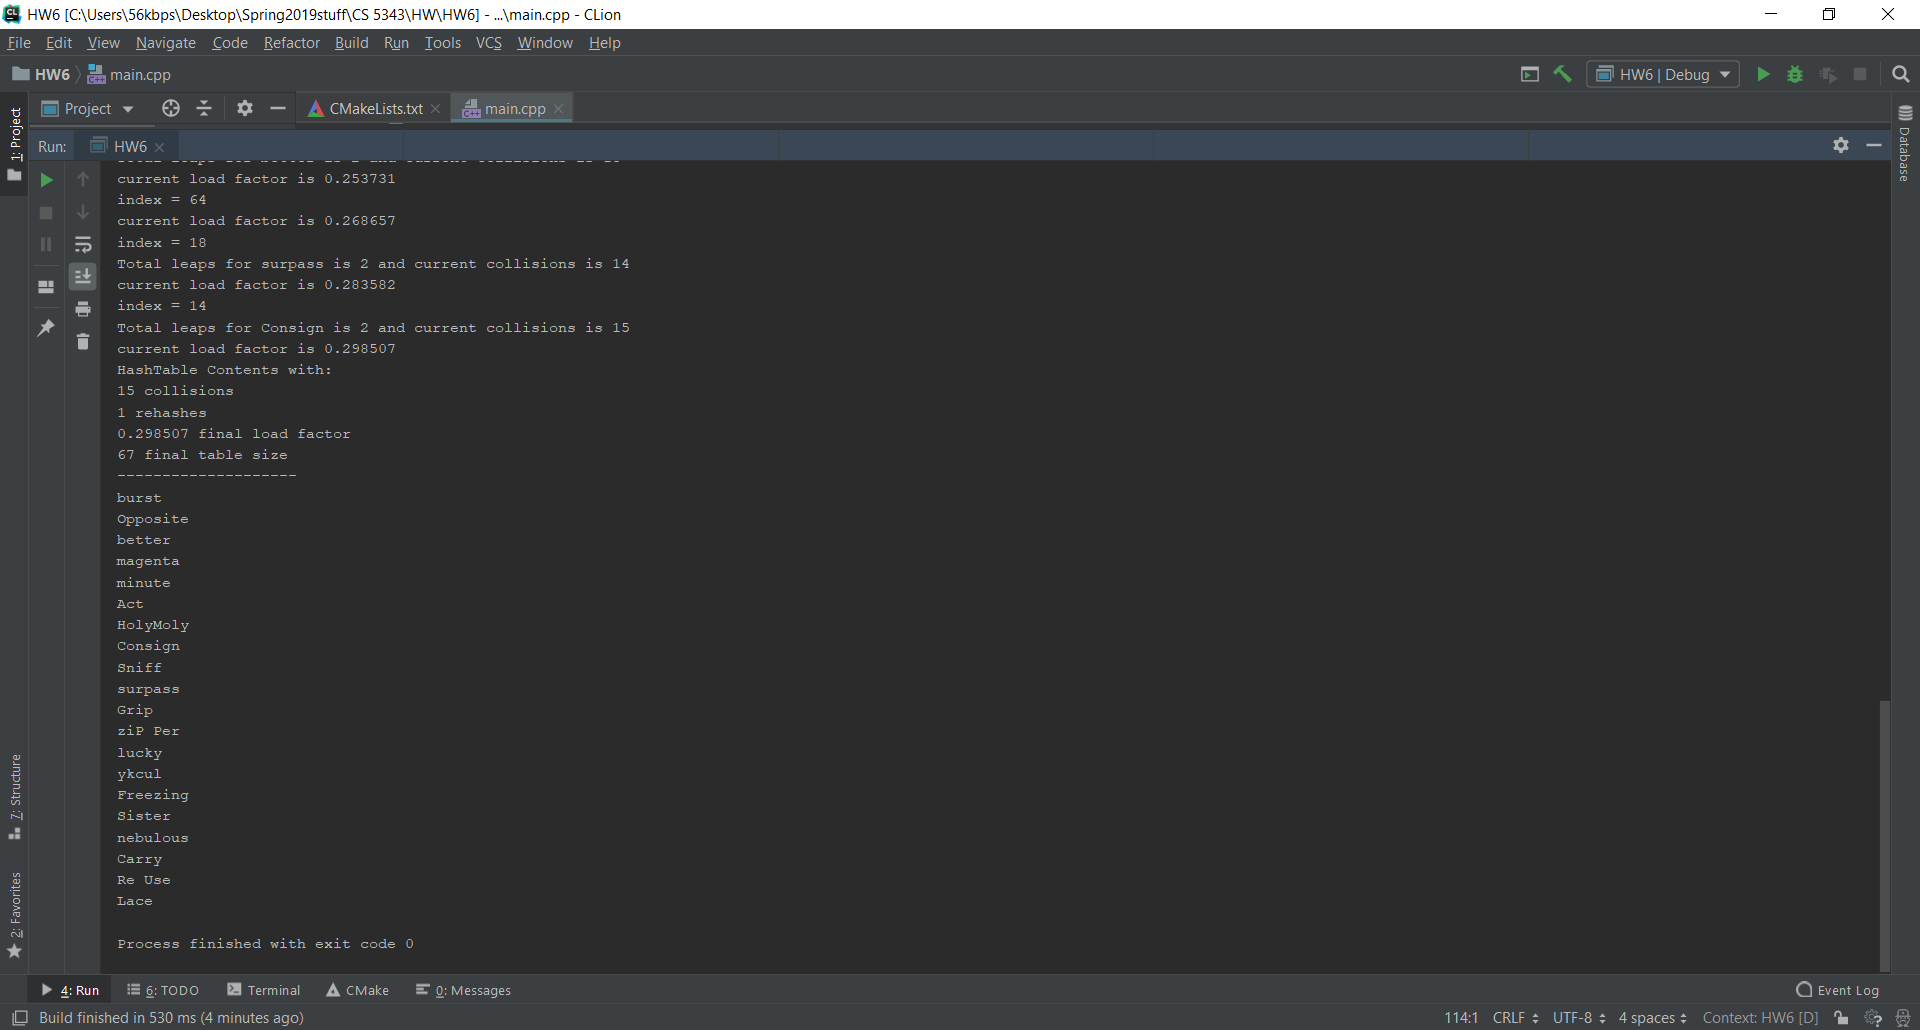 HW6 [C:\Users\56kbps\Desktop\Spring2019stuff\CS 5343\HW\HW6] - ...\main.cpp - CLion
File Edit View Navigate Code Refactor Build Run Tools VCS Window Help
HW6 main.cpp HW6 | Debug
1: Project
Project CMakeLists.txt main.cpp
Database
Run: HW6
current load factor is 0.253731
index = 64
current load factor is 0.268657
index = 18
Total leaps for surpass is 2 and current collisions is 14
current load factor is 0.283582
index = 14
Total leaps for Consign is 2 and current collisions is 15
current load factor is 0.298507
HashTable Contents with:
15 collisions
1 rehashes
0.298507 final load factor
67 final table size
--------------------
burst
Opposite
better
magenta
minute
Act
HolyMoly
Consign
Sniff
surpass
Grip
ziP Per
lucky
ykcul
Freezing
Sister
nebulous
Carry
Re Use
Lace
Process finished with exit code 0
7: Structure
2: Favorites
4: Run 6: TODO Terminal CMake 0: Messages Event Log
Build finished in 530 ms (4 minutes ago) 114:1 CRLF UTF-8 4 spaces Context: HW6 [D]